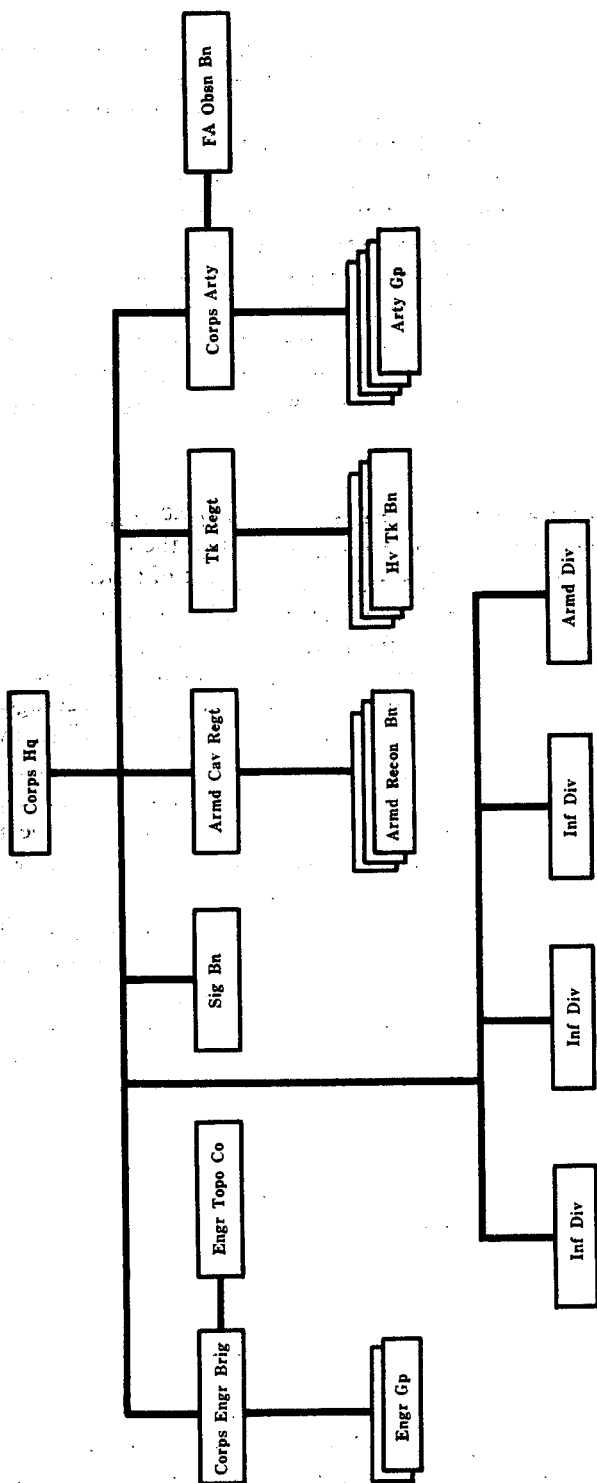 Corps Hq
Corps Engr Brig
Engr Topo Co
Sig Bn
Armd Cav Regt
Tk Regt
Corps Arty
FA Obsn Bn
Engr Gp
Armd Recon Bn
Hv Tk Bn
Arty Gp
Inf Div
Inf Div
Inf Div
Armd Div